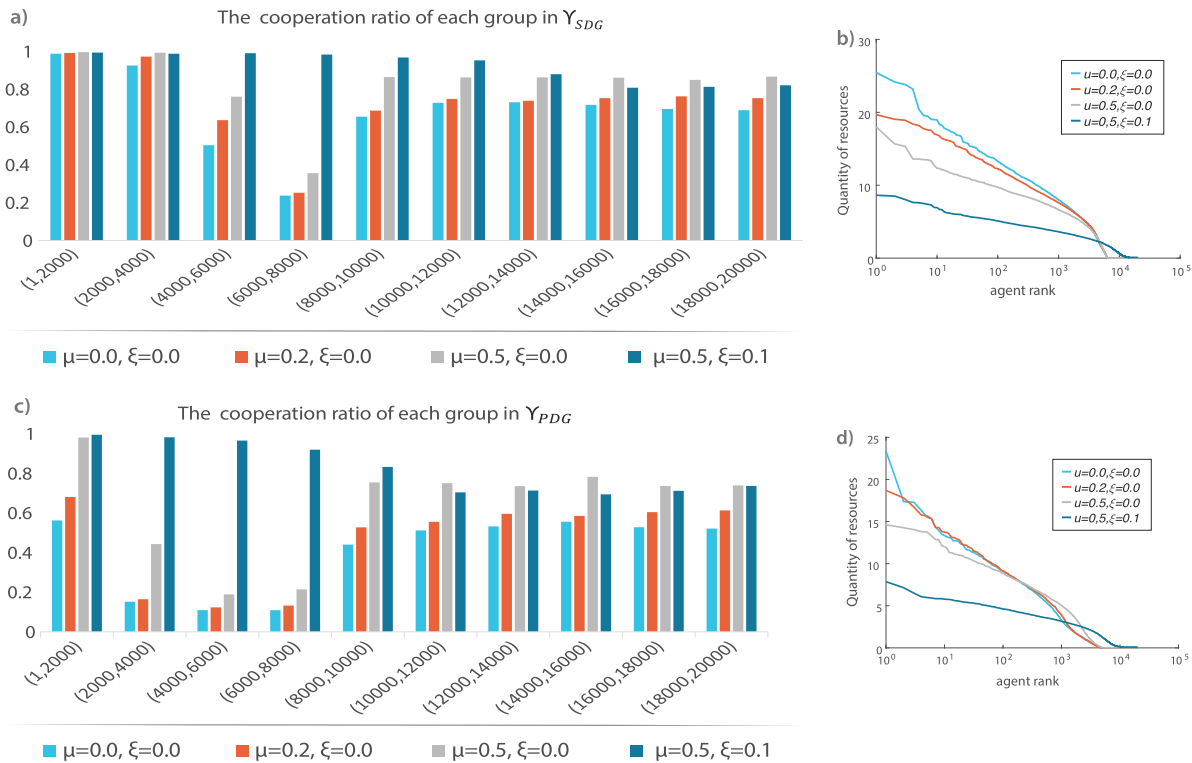 a)
The cooperation ratio of each group in ϒSDG
1
0.8
0.6
0.4
0.2
0
(1,2000)
(2000,4000)
(4000,6000)
(6000,8000)
(8000,10000)
(10000,12000)
(12000,14000)
(14000,16000)
(16000,18000)
(18000,20000)
μ=0.0, ξ=0.0
μ=0.2, ξ=0.0
μ=0.5, ξ=0.0
μ=0.5, ξ=0.1
b)
Quantity of resources
30
20
10
0
10^0
10^1
10^2
10^3
10^4
10^5
agent rank
u=0.0,ξ=0.0
u=0.2,ξ=0.0
u=0.5,ξ=0.0
u=0,5,ξ=0.1
c)
The cooperation ratio of each group in ϒPDG
1
0.8
0.6
0.4
0.2
0
(1,2000)
(2000,4000)
(4000,6000)
(6000,8000)
(8000,10000)
(10000,12000)
(12000,14000)
(14000,16000)
(16000,18000)
(18000,20000)
μ=0.0, ξ=0.0
μ=0.2, ξ=0.0
μ=0.5, ξ=0.0
μ=0.5, ξ=0.1
d)
Quantity of resources
25
20
15
10
5
0
10^0
10^1
10^2
10^3
10^4
10^5
agent rank
u=0.0,ξ=0.0
u=0.2,ξ=0.0
u=0.5,ξ=0.0
u=0,5,ξ=0.1